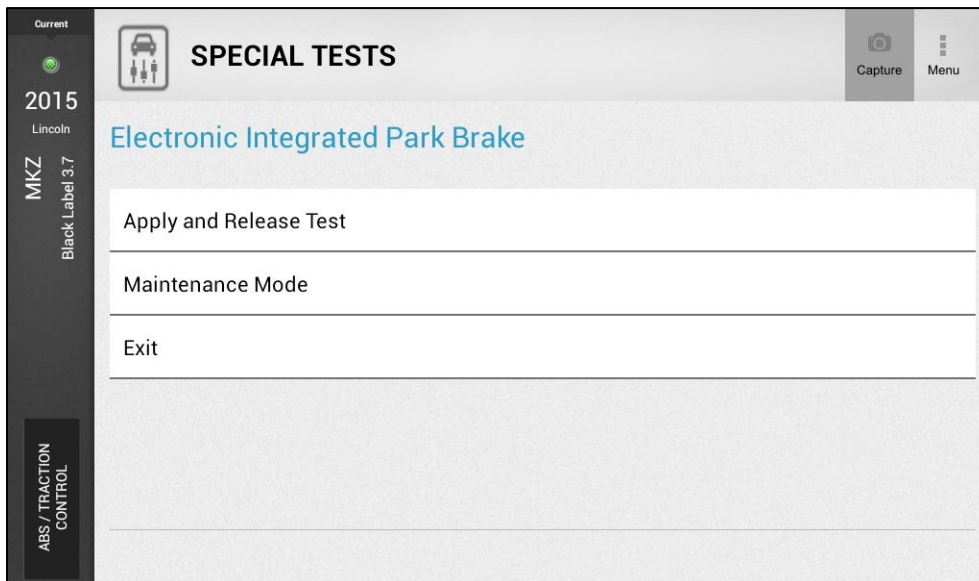 Current
2015
Lincoln
MKZ
Black Label 3.7
ABS / TRACTION
CONTROL
SPECIAL TESTS
Capture
Menu
Electronic Integrated Park Brake
Apply and Release Test
Maintenance Mode
Exit